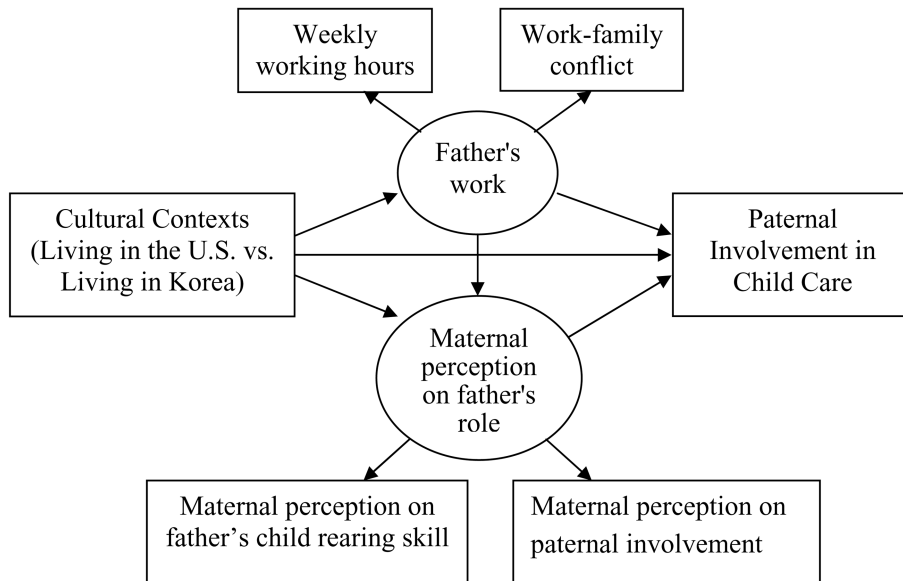 Weekly
working hours
Work-family
conflict
Father's
work
Cultural Contexts
(Living in the U.S. vs.
Living in Korea)
Paternal
Involvement in
Child Care
Maternal
perception
on father's
role
Maternal perception on
father’s child rearing skill
Maternal perception on
paternal involvement